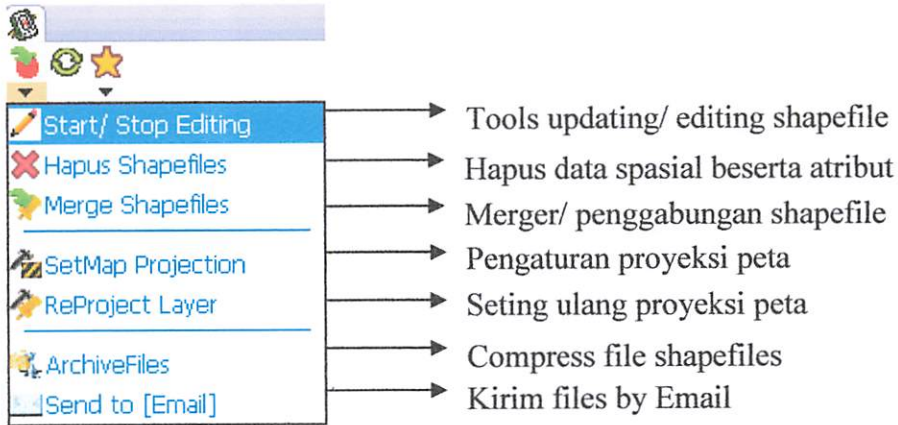 Start/ Stop Editing
Tools updating/ editing shapefile
Hapus Shapefiles
Hapus data spasial beserta atribut
Merge Shapefiles
Merger/ penggabungan shapefile
SetMap Projection
Pengaturan proyeksi peta
ReProject Layer
Seting ulang proyeksi peta
ArchiveFiles
Compress file shapefiles
Send to [Email]
Kirim files by Email